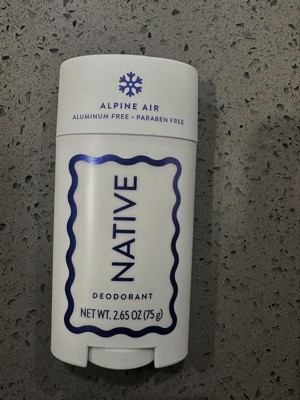 ALPINE AIR
ALUMINUM FREE • PARABEN FREE
NATIVE
DEODORANT
NET WT. 2.65 OZ (75 g)